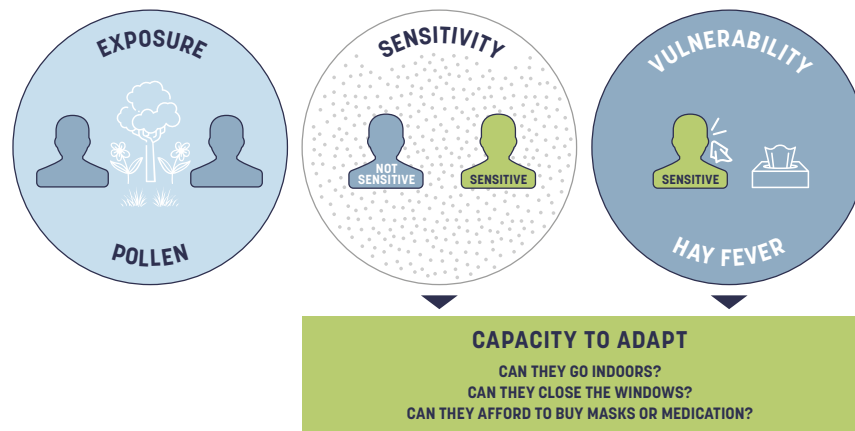 EXPOSURE
POLLEN
SENSITIVITY
NOT
SENSITIVE
SENSITIVE
VULNERABILITY
SENSITIVE
HAY FEVER
CAPACITY TO ADAPT
CAN THEY GO INDOORS?
CAN THEY CLOSE THE WINDOWS?
CAN THEY AFFORD TO BUY MASKS OR MEDICATION?